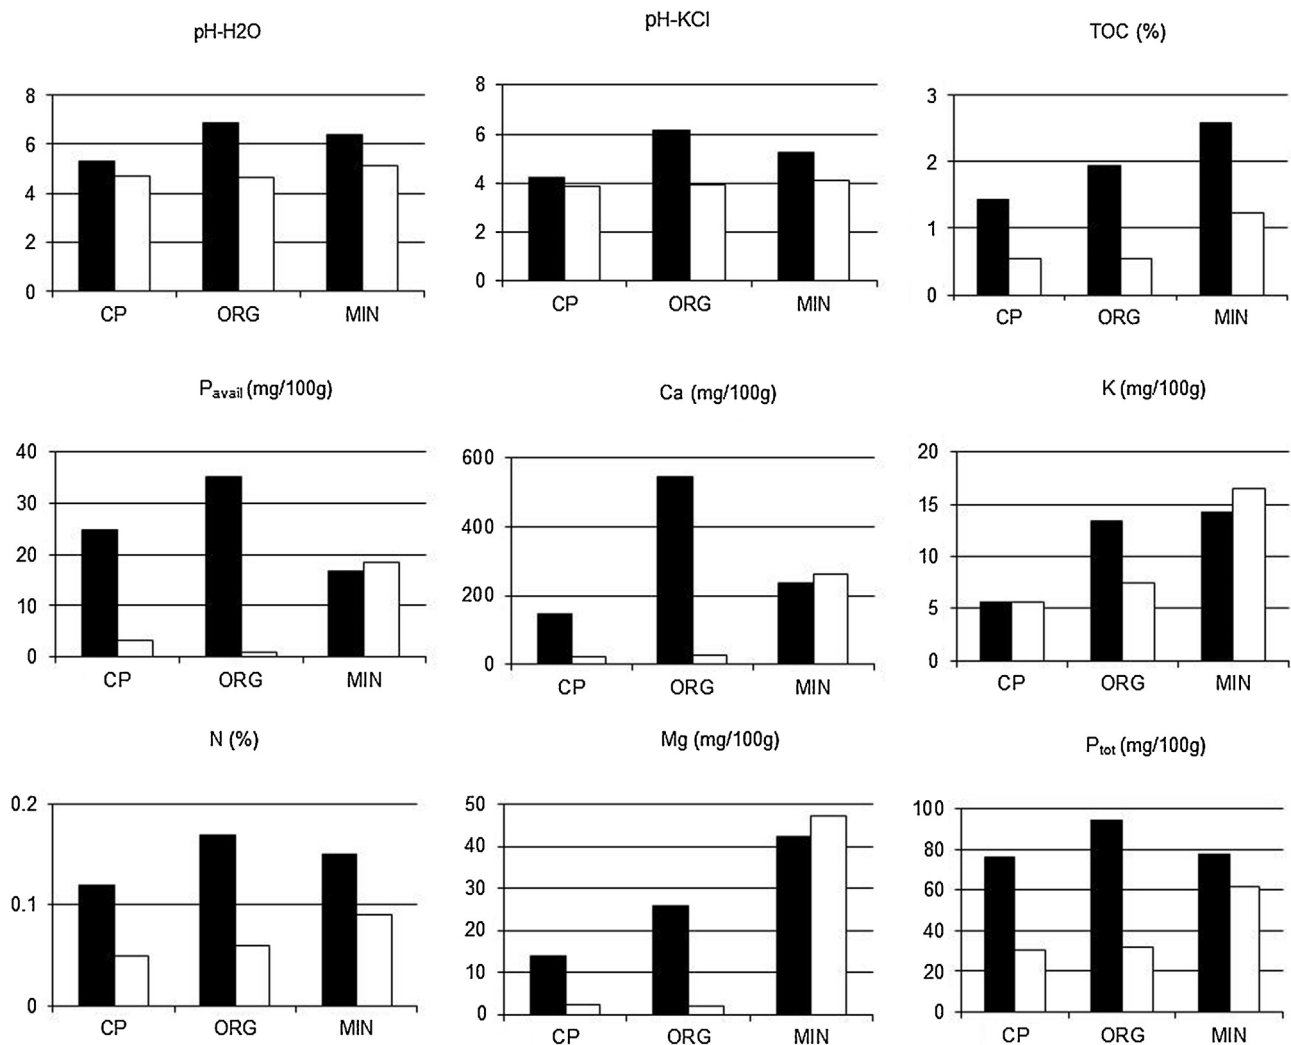 pH-H2O
8
6
4
2
0
CP ORG MIN
pH-KCl
8
6
4
2
0
CP ORG MIN
TOC (%)
3
2
1
0
CP ORG MIN
Pavail (mg/100g)
40
30
20
10
0
CP ORG MIN
Ca (mg/100g)
600
400
200
0
CP ORG MIN
K (mg/100g)
20
15
10
5
0
CP ORG MIN
N (%)
0.2
0.1
0
CP ORG MIN
Mg (mg/100g)
50
40
30
20
10
0
CP ORG MIN
Ptot (mg/100g)
100
80
60
40
20
0
CP ORG MIN